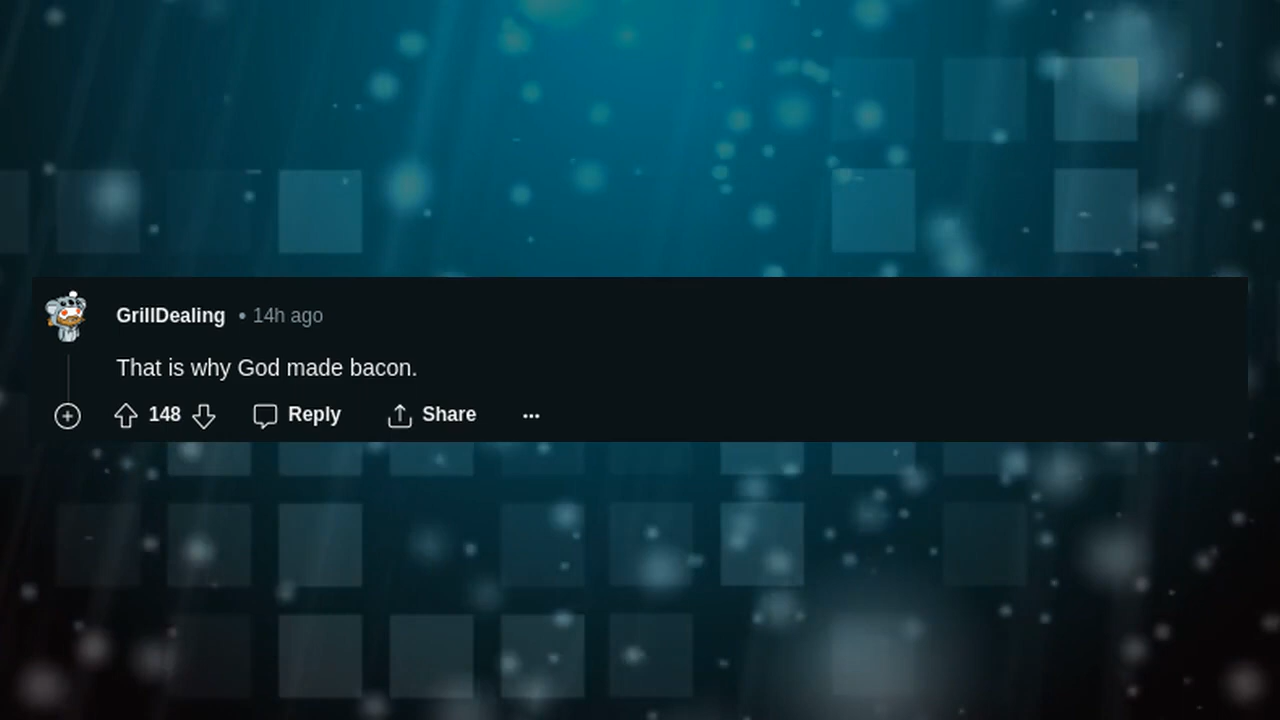 GrillDealing • 14h ago
That is why God made bacon.
148 Reply Share ...